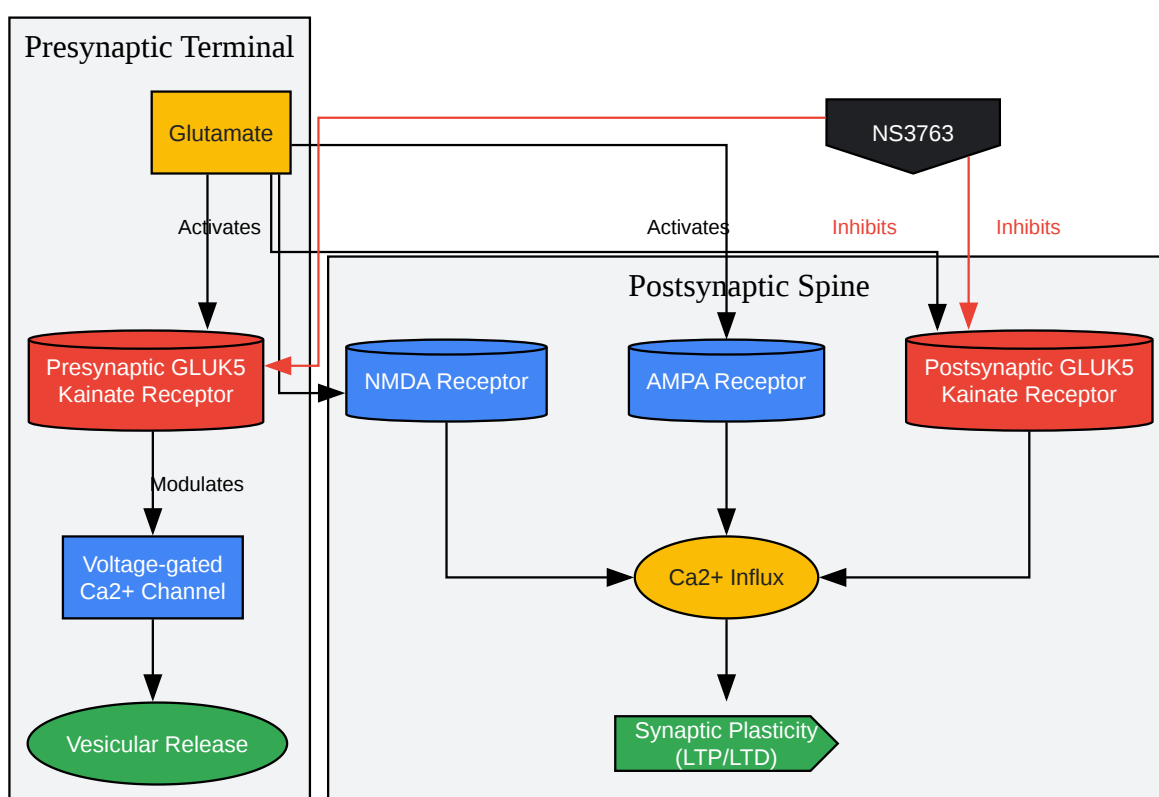 Presynaptic Terminal
Glutamate
NS3763
Activates
Activates
Inhibits
Inhibits
Postsynaptic Spine
Presynaptic GLUK5
Kainate Receptor
NMDA Receptor
AMPA Receptor
Postsynaptic GLUK5
Kainate Receptor
Modulates
Voltage-gated
Ca2+ Channel
Ca2+ Influx
Vesicular Release
Synaptic Plasticity
(LTP/LTD)